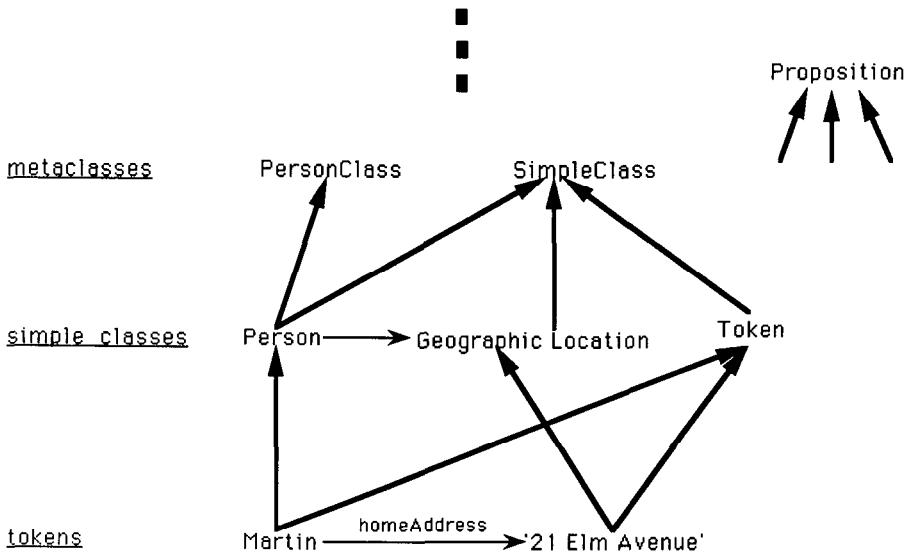 Proposition
metaclasses PersonClass SimpleClass
simple classes Person Geographic Location Token
homeAddress
tokens Martin '21 Elm Avenue'